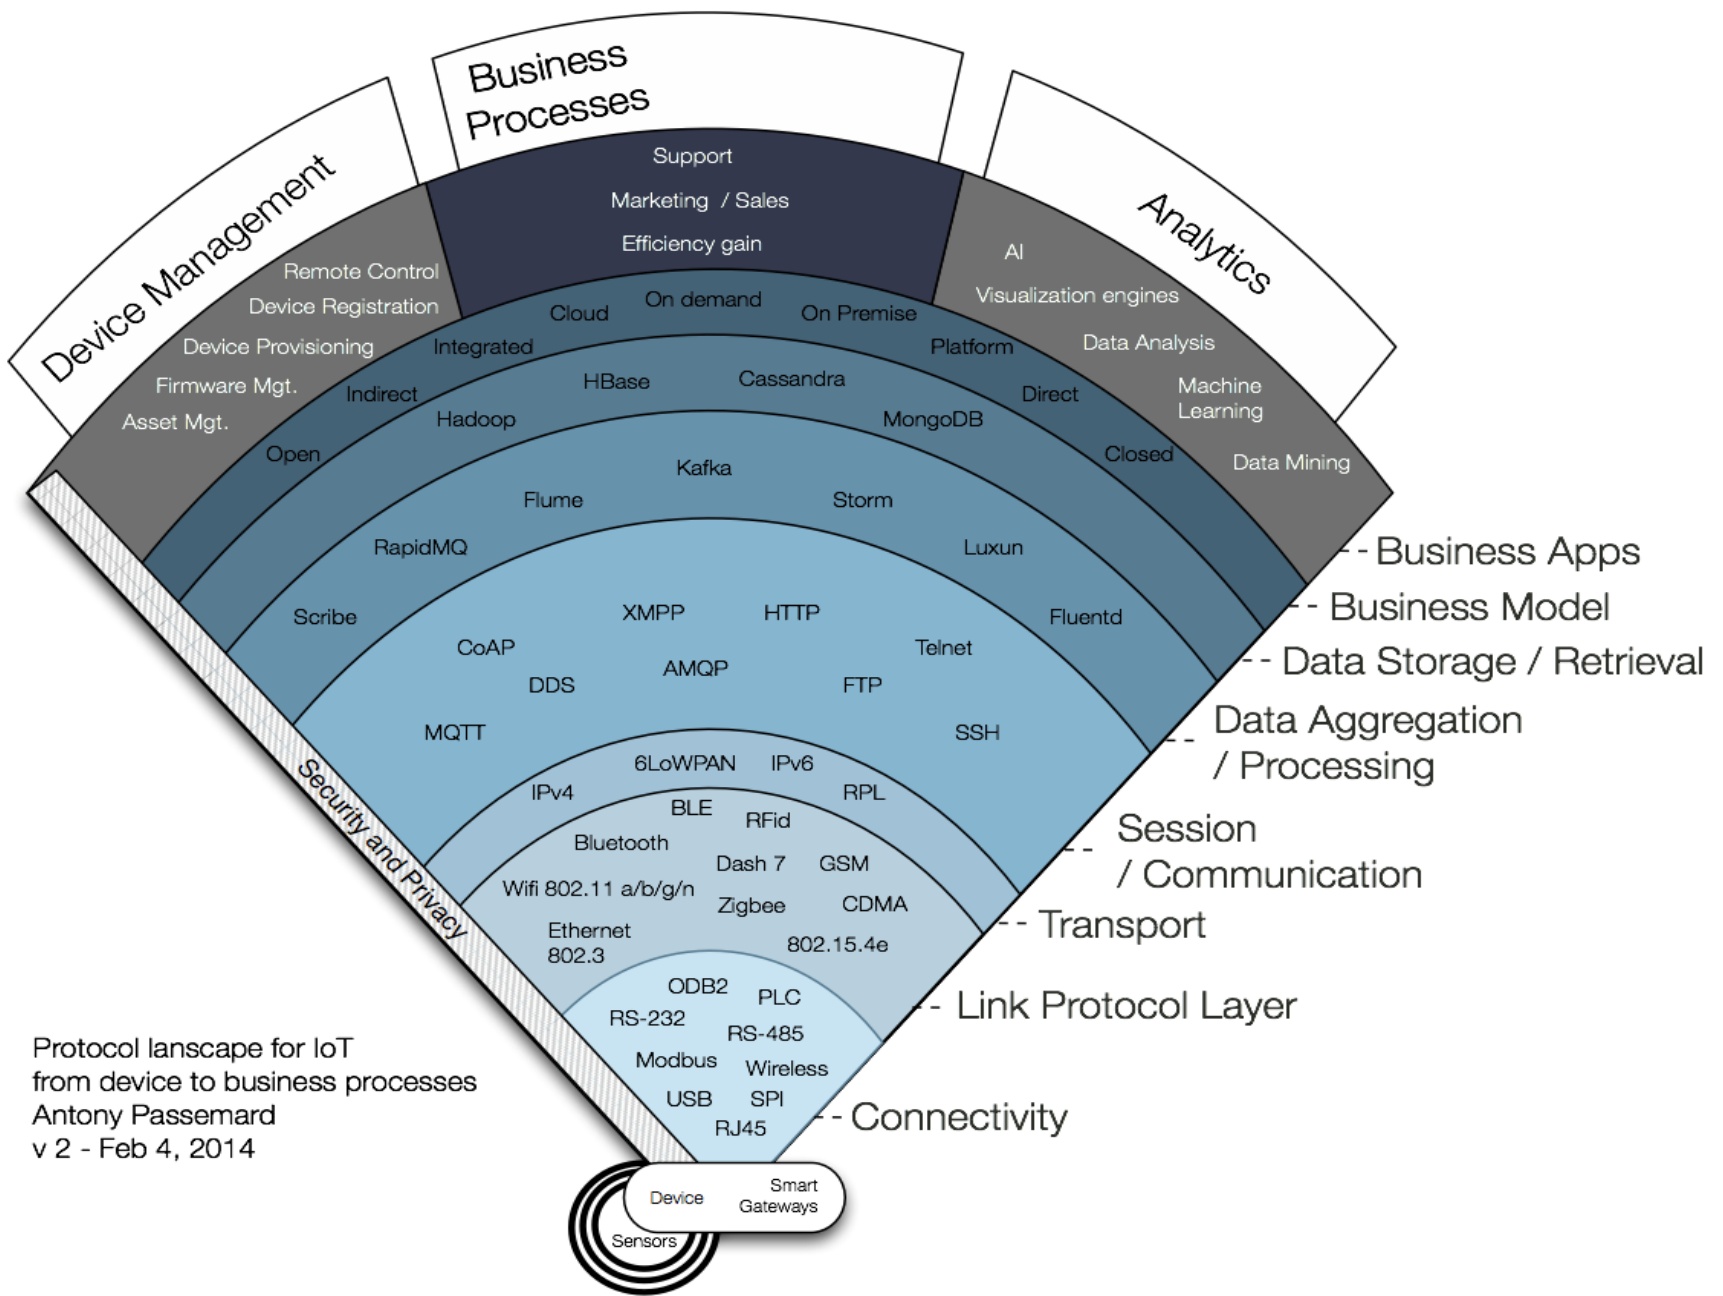 Business
Processes
Device Management
Analytics
Support
Marketing / Sales
Efficiency gain
Remote Control
Device Registration
Device Provisioning
Firmware Mgt.
Asset Mgt.
AI
Visualization engines
Data Analysis
Machine
Learning
Data Mining
Open
Indirect
Integrated
Cloud
On demand
On Premise
Platform
Direct
Closed
Hadoop
HBase
Cassandra
MongoDB
Scribe
RapidMQ
Flume
Kafka
Storm
Luxun
Fluentd
XMPP
HTTP
CoAP
Telnet
DDS
AMQP
FTP
MQTT
SSH
IPv4
6LoWPAN
IPv6
RPL
BLE
RFid
Bluetooth
Dash 7
GSM
Wifi 802.11 a/b/g/n
Zigbee
CDMA
Ethernet
802.3
802.15.4e
ODB2
PLC
RS-232
RS-485
Modbus
Wireless
USB
SPI
RJ45
Security and Privacy
-- Business Apps
-- Business Model
-- Data Storage / Retrieval
-- Data Aggregation
/ Processing
-- Session
/ Communication
-- Transport
-- Link Protocol Layer
-- Connectivity
Protocol lanscape for IoT
from device to business processes
Antony Passemard
v 2 - Feb 4, 2014
Device
Smart
Gateways
Sensors